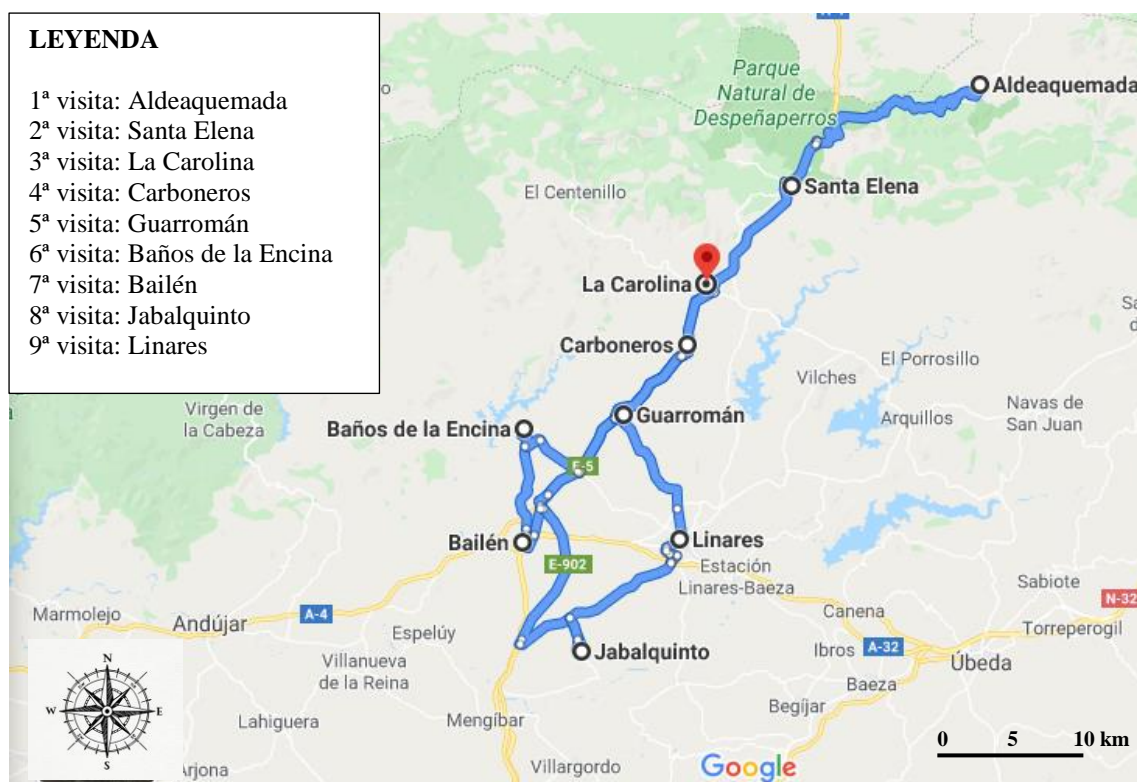 LEYENDA
1ª visita: Aldeaquemada
2ª visita: Santa Elena
3ª visita: La Carolina
4ª visita: Carboneros
5ª visita: Guarromán
6ª visita: Baños de la Encina
7ª visita: Bailén
8ª visita: Jabalquinto
9ª visita: Linares
Parque
Natural de
Despeñaperros
Aldeaquemada
El Centenillo
Santa Elena
La Carolina
Carboneros
El Porrosillo
Vilches
Virgen de
la Cabeza
Baños de la Encina
Guarromán
Arquillos
Navas de
San Juan
E-5
Bailén
Linares
E-902
Estación
Linares-Baeza
Sabiote
Marmolejo
A-4
Andújar
Espelúy
Canena
N-32
Torreperogil
Villanueva
de la Reina
Jabalquinto
Ibros
A-32
Úbeda
Baeza
N
W
E
S
Lahiguera
Mengíbar
Begíjar
0 5 10 km
Arjona
Villargordo
Google